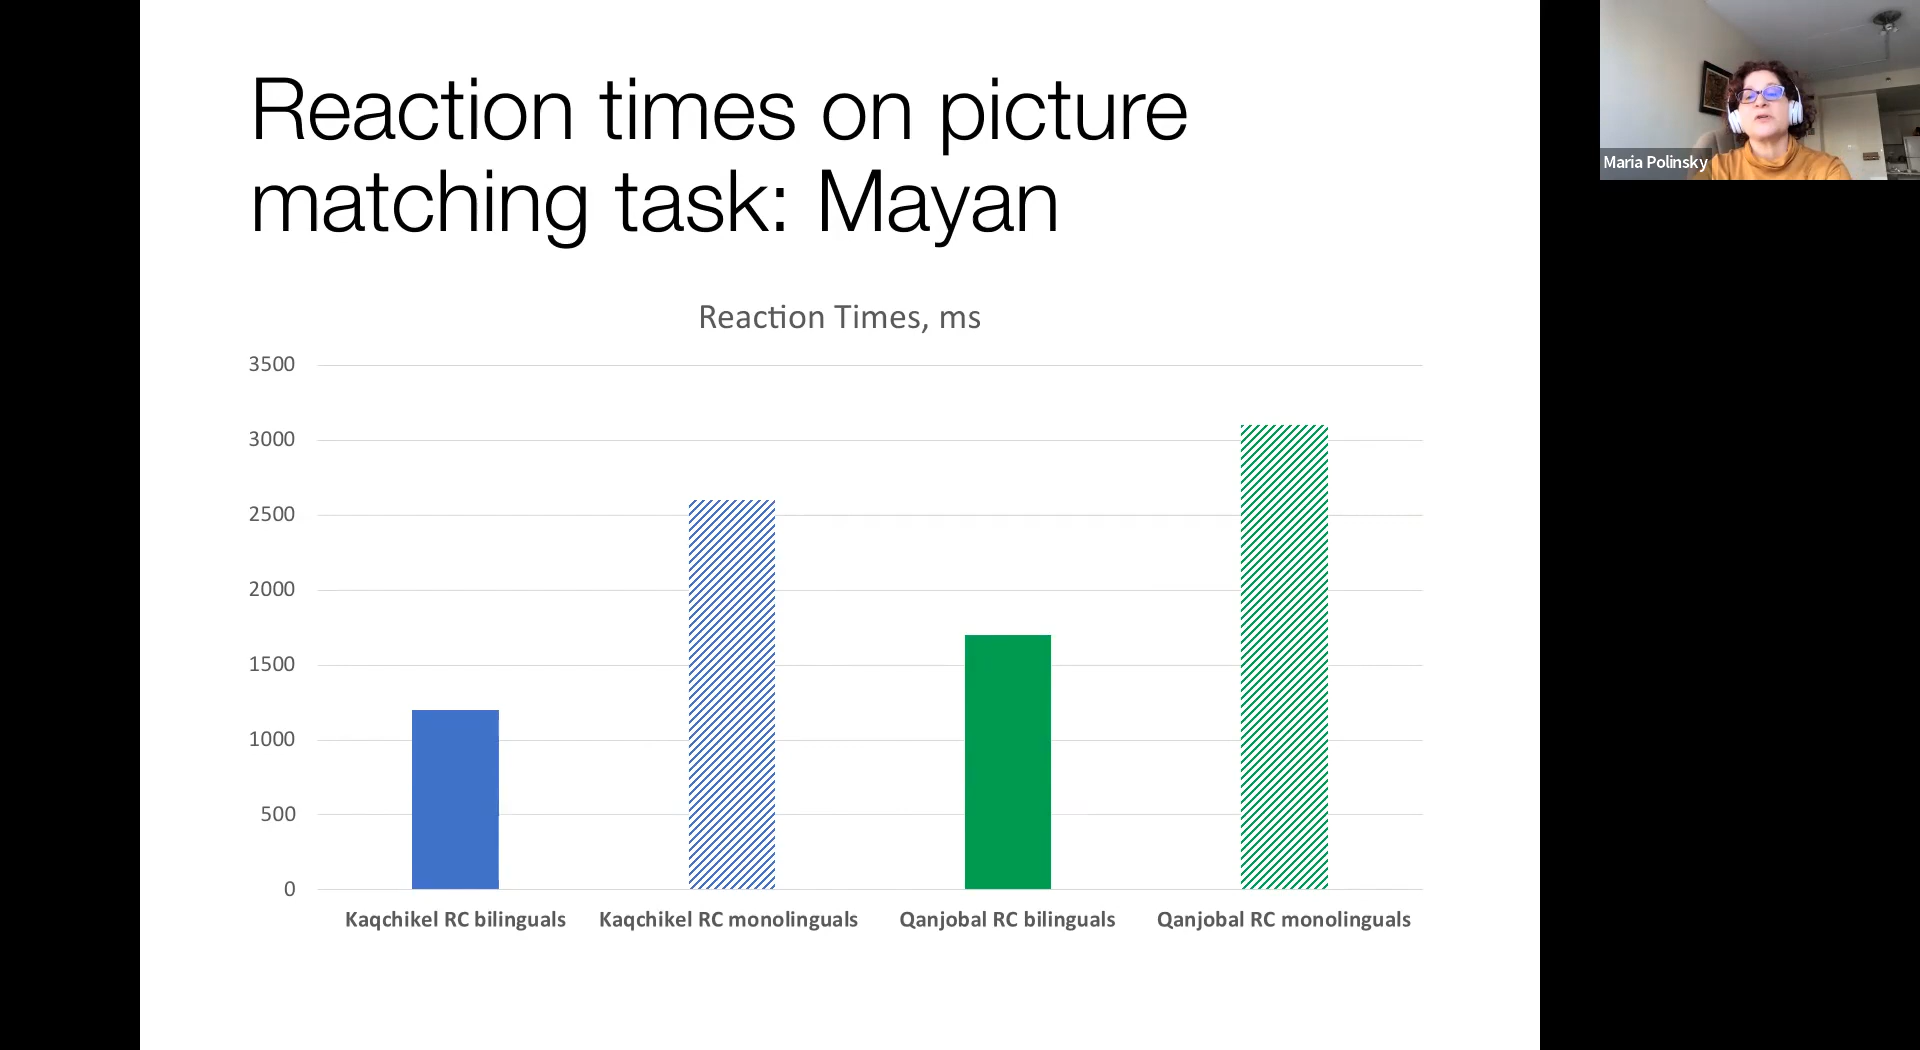 Reaction times on picture
matching task: Mayan
Maria Polinsky
Reaction Times, ms
3500
3000
2500
2000
1500
1000
500
0
Kaqchikel RC bilinguals
Kaqchikel RC monolinguals
Qanjobal RC bilinguals
Qanjobal RC monolinguals